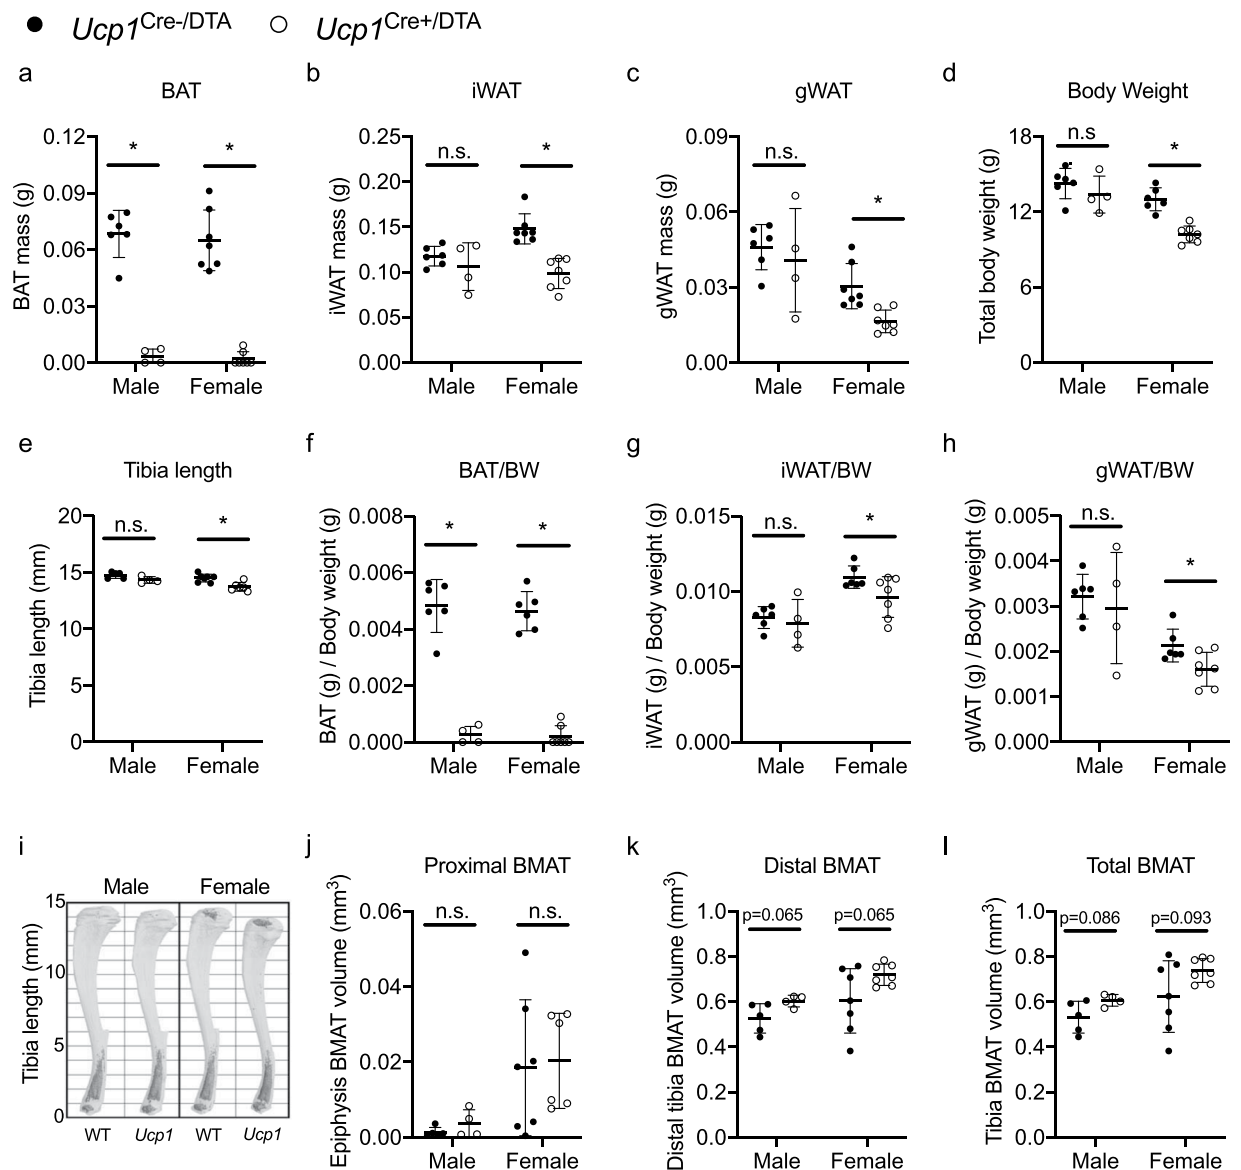 ● Ucp1Cre-/DTA ○ Ucp1Cre+/DTA
a
BAT
BAT mass (g)
0.12
0.09
0.06
0.03
0.00
*
*
Male
Female
b
iWAT
iWAT mass (g)
0.25
0.20
0.15
0.10
0.05
0.00
n.s.
*
Male
Female
c
gWAT
gWAT mass (g)
0.09
0.06
0.03
0.00
n.s.
*
Male
Female
d
Body Weight
Total body weight (g)
18
12
6
0
n.s
*
Male
Female
e
Tibia length
Tibia length (mm)
20
15
10
5
0
n.s.
*
Male
Female
f
BAT/BW
BAT (g) / Body weight (g)
0.008
0.006
0.004
0.002
0.000
*
*
Male
Female
g
iWAT/BW
iWAT (g) / Body weight (g)
0.015
0.010
0.005
0.000
n.s.
*
Male
Female
h
gWAT/BW
gWAT (g) / Body weight (g)
0.005
0.004
0.003
0.002
0.001
0.000
n.s.
*
Male
Female
i
Male
Female
Tibia length (mm)
15
10
5
0
WT
Ucp1
WT
Ucp1
j
Proximal BMAT
Epiphysis BMAT volume (mm3)
0.06
0.04
0.02
0.00
n.s.
n.s.
Male
Female
k
Distal BMAT
Distal tibia BMAT volume (mm3)
1.0
0.8
0.6
0.4
0.2
0.0
p=0.065
p=0.065
Male
Female
l
Total BMAT
Tibia BMAT volume (mm3)
1.0
0.8
0.6
0.4
0.2
0.0
p=0.086
p=0.093
Male
Female